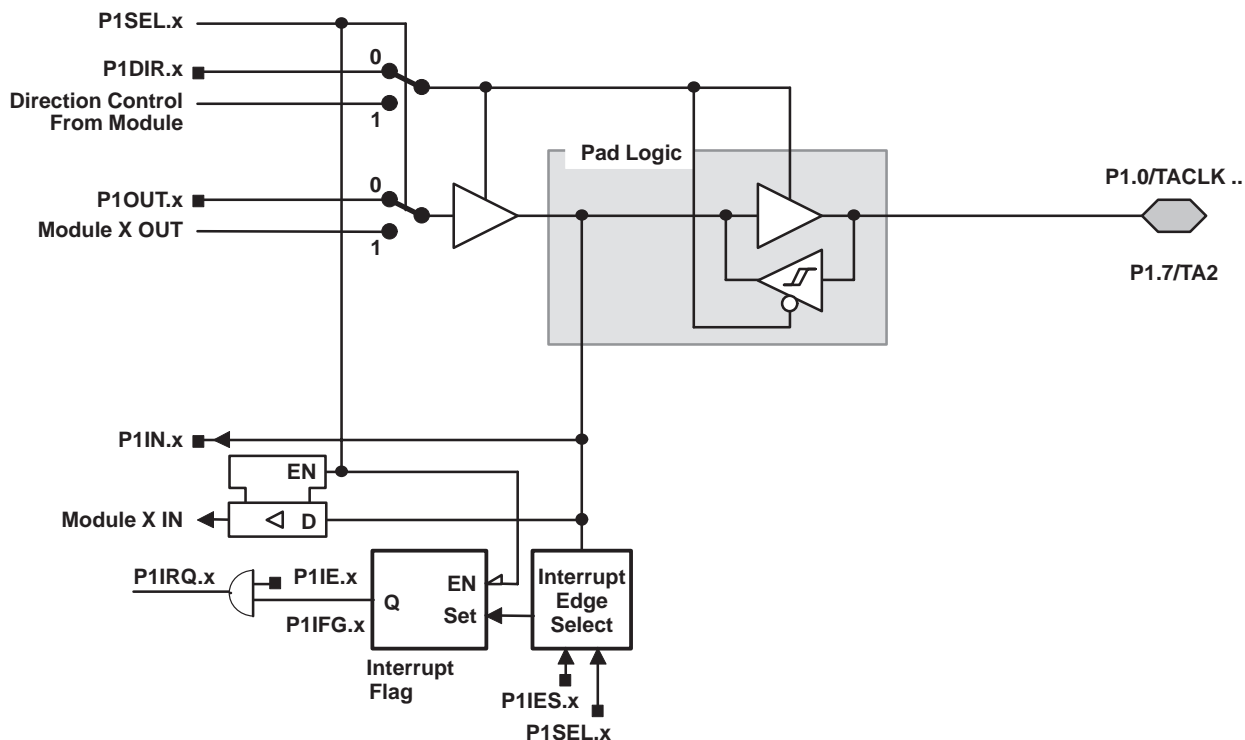 P1SEL.x
0
P1DIR.x
Direction Control
From Module
1
Pad Logic
P1.0/TACLK ..
0
P1OUT.x
Module X OUT
1
P1.7/TA2
P1IN.x
EN
Module X IN
D
P1IRQ.x
P1IE.x
P1IFG.x
Q
EN
Set
Interrupt
Edge
Select
Interrupt
Flag
P1IES.x
P1SEL.x